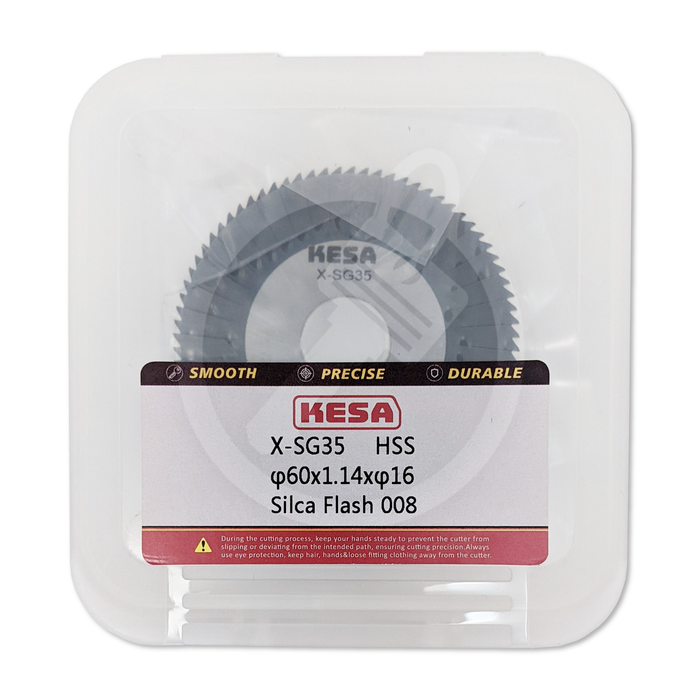 KESA
X-SG35
SMOOTH PRECISE DURABLE
KESA
X-SG35 HSS
φ60x1.14xφ16
Silca Flash 008
During the cutting process, keep your hands steady to prevent the cutter from
slipping or deviating from the intended path, ensuring cutting precision.Always
use eye protection, keep hair, hands&loose fitting clothing away from the cutter.